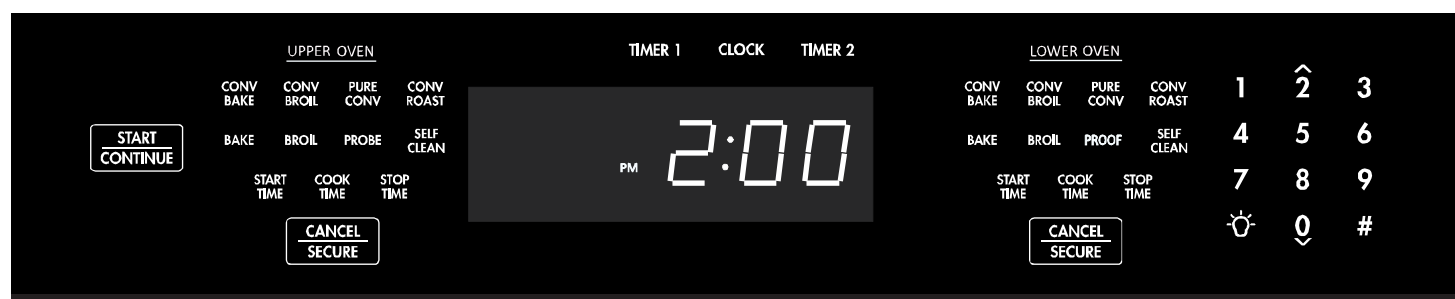 UPPER OVEN
CONV BAKE
CONV BROIL
PURE CONV
CONV ROAST
BAKE
BROIL
PROBE
SELF CLEAN
START TIME
COOK TIME
STOP TIME
CANCEL
SECURE
START
CONTINUE
TIMER 1
CLOCK
TIMER 2
PM 2:00
LOWER OVEN
CONV BAKE
CONV BROIL
PURE CONV
CONV ROAST
BAKE
BROIL
PROOF
SELF CLEAN
START TIME
COOK TIME
STOP TIME
CANCEL
SECURE
1 2 3
4 5 6
7 8 9
0 #